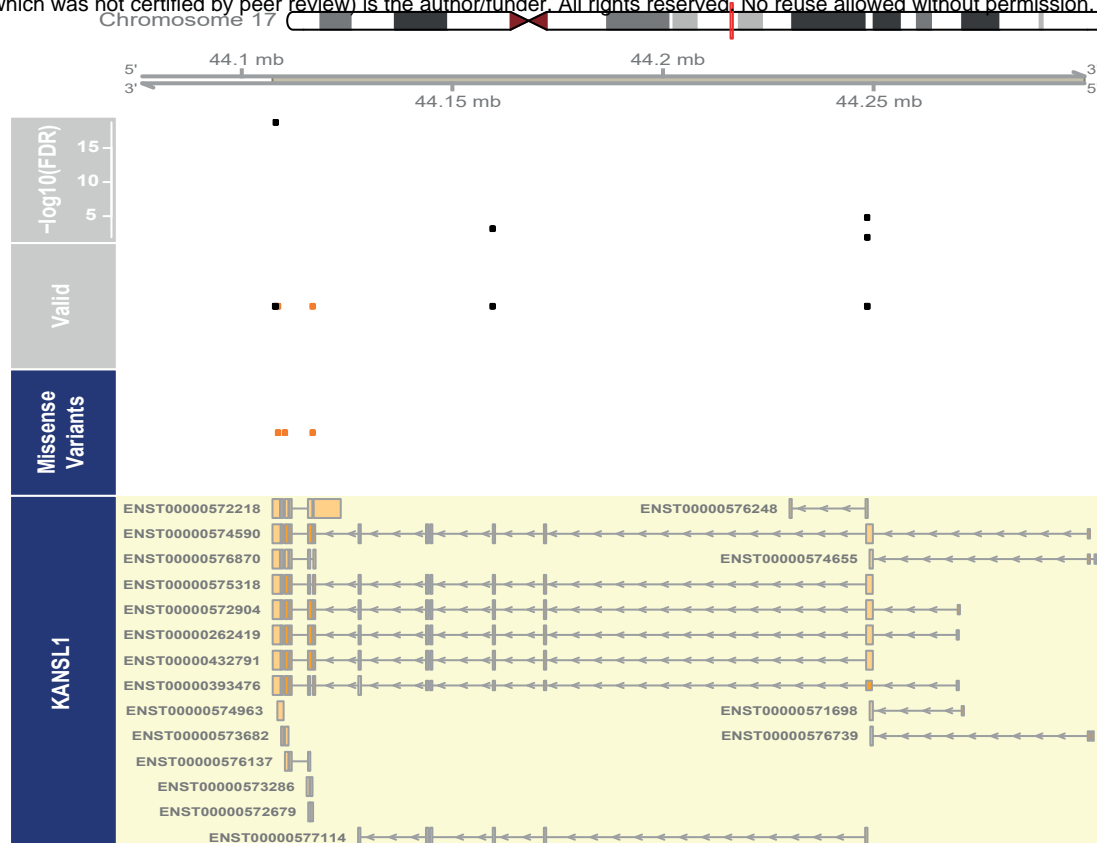 which was not certified by peer review) is the author/funder. All rights reserved. No reuse allowed without permission.
Chromosome 17
44.1 mb
44.2 mb
5'
3'
3'
5'
44.15 mb
44.25 mb
−log10(FDR)
15
10
5
Valid
Missense
Variants
KANSL1
ENST00000572218
ENST00000576248
ENST00000574590
ENST00000576870
ENST00000574655
ENST00000575318
ENST00000572904
ENST00000262419
ENST00000432791
ENST00000393476
ENST00000574963
ENST00000571698
ENST00000573682
ENST00000576739
ENST00000576137
ENST00000573286
ENST00000572679
ENST00000577114